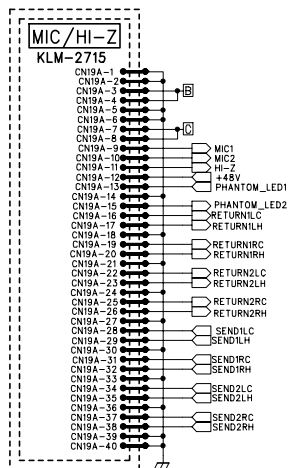 MIC/HI-Z
KLM-2715
CN19A-1
CN19A-2
CN19A-3
B
CN19A-4
CN19A-5
CN19A-6
CN19A-7
C
CN19A-8
CN19A-9 MIC1
CN19A-10 MIC2
CN19A-11 HI-Z
CN19A-12 +48V
CN19A-13 PHANTOM_LED1
CN19A-14
CN19A-15 PHANTOM_LED2
CN19A-16 RETURN1LC
CN19A-17 RETURN1LH
CN19A-18
CN19A-19 RETURN1RC
CN19A-20 RETURN1RH
CN19A-21
CN19A-22 RETURN2LC
CN19A-23 RETURN2LH
CN19A-24
CN19A-25 RETURN2RC
CN19A-26 RETURN2RH
CN19A-27
CN19A-28 SEND1LC
CN19A-29 SEND1LH
CN19A-30
CN19A-31 SEND1RC
CN19A-32 SEND1RH
CN19A-33
CN19A-34 SEND2LC
CN19A-35 SEND2LH
CN19A-36
CN19A-37 SEND2RC
CN19A-38 SEND2RH
CN19A-39
CN19A-40